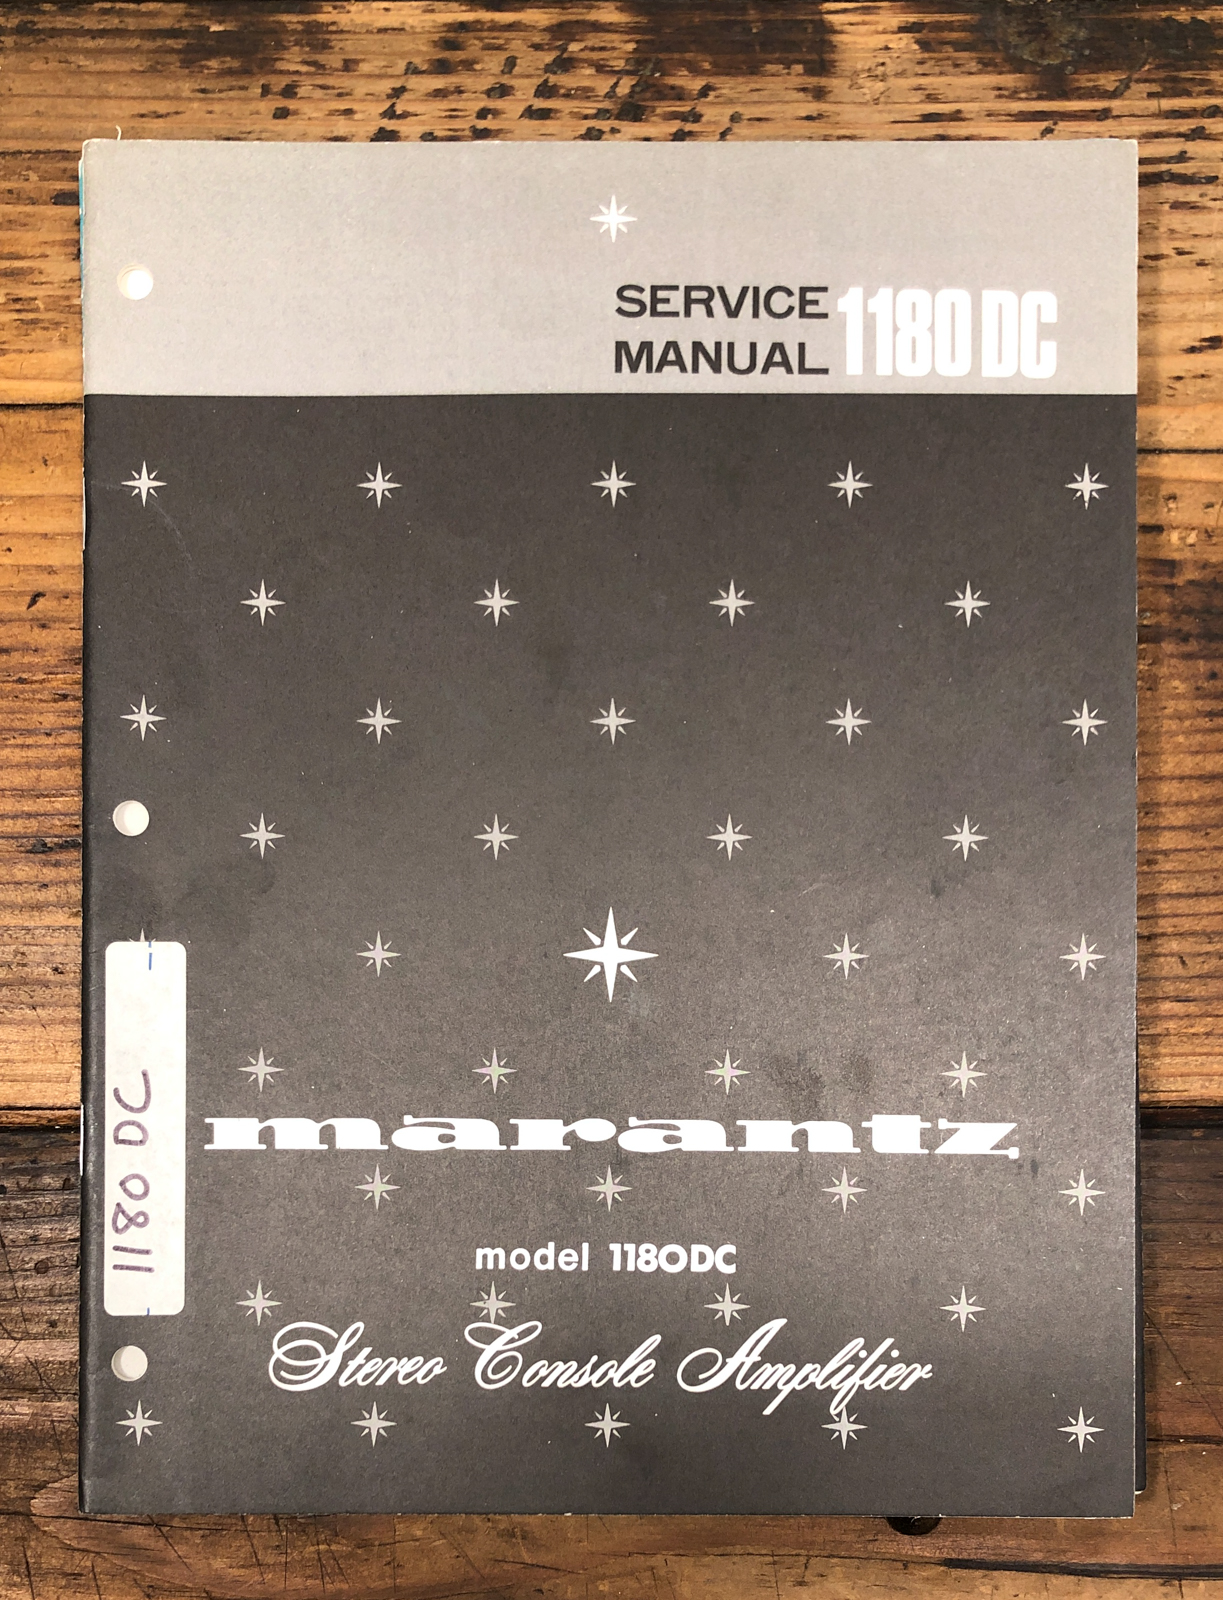 SERVICE
MANUAL 1180 DC
marantz
model 1180DC
Stereo Console Amplifier
1180 DC